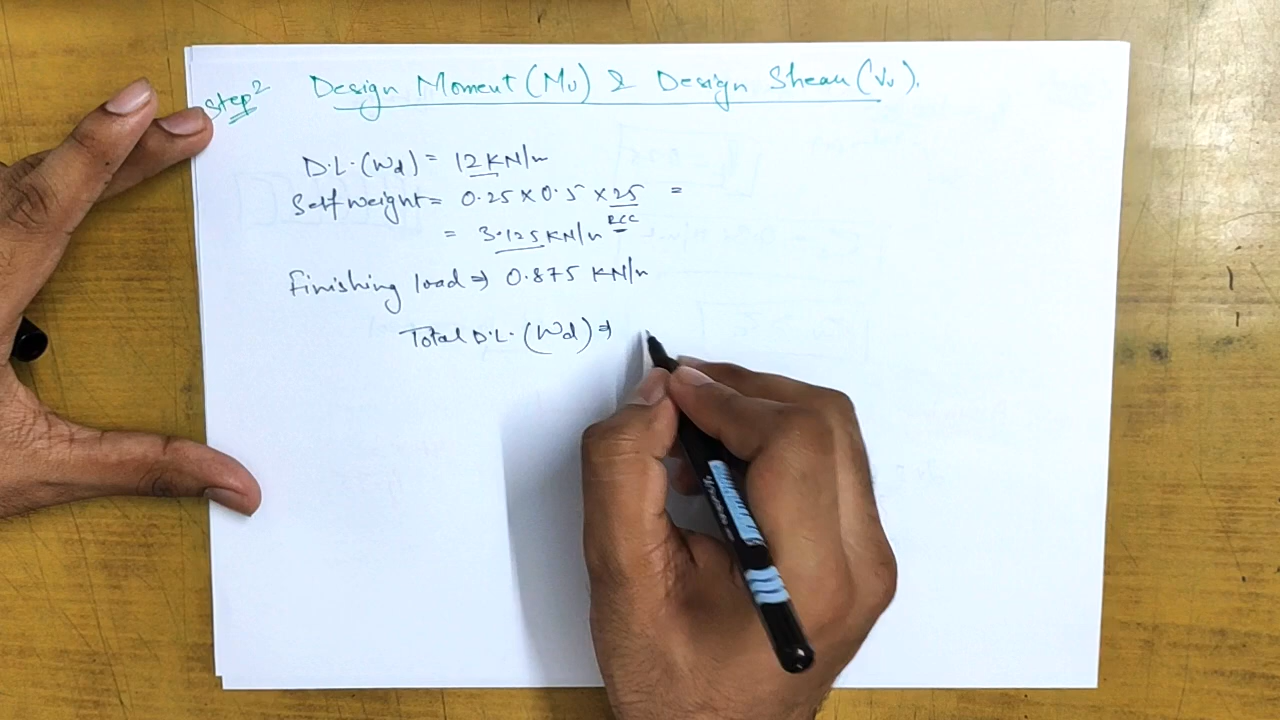 Step 2 Design Moment (Mu) & Design Shear (Vu).
D.L. (Wd) = 12 KN/m
Self weight = 0.25 × 0.5 × 25 =
RCC
= 3.125 KN/m
Finishing load ⇒ 0.875 KN/m
Total D.L. (Wd) ⇒